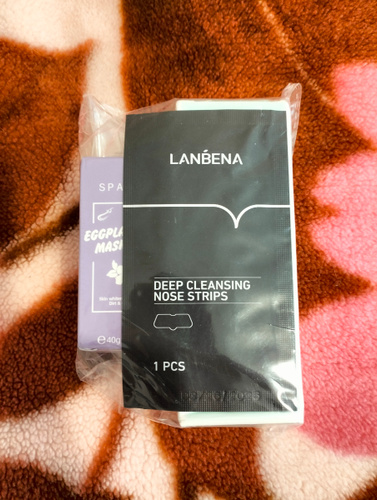 SPA
EGGPLA
MASK
℮40g
LANBENA
DEEP CLEANSING
NOSE STRIPS
1 PCS